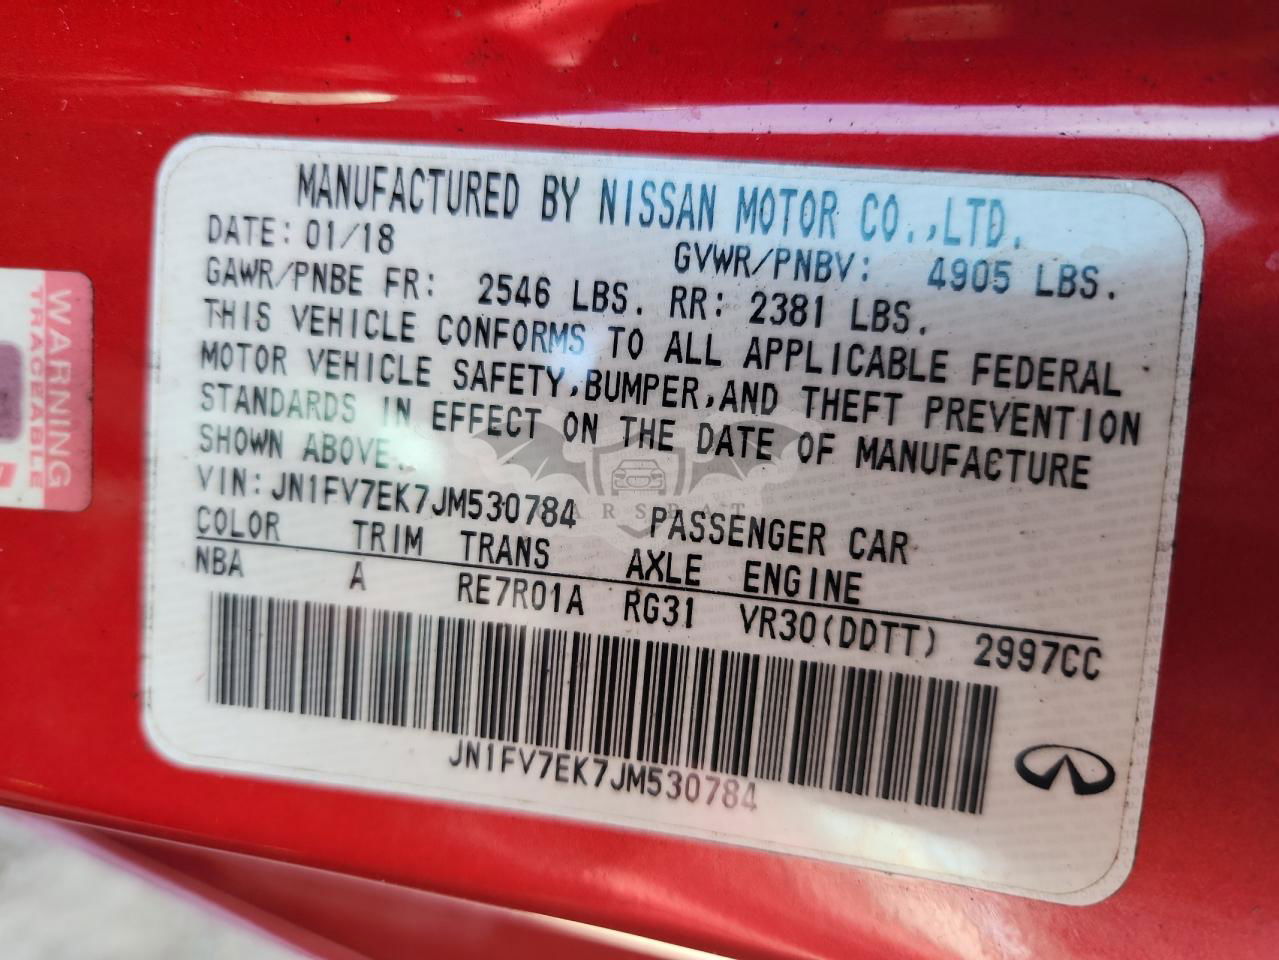 MANUFACTURED BY NISSAN MOTOR CO.,LTD.
DATE: 01/18 GVWR/PNBV: 4905 LBS.
GAWR/PNBE FR: 2546 LBS. RR: 2381 LBS.
THIS VEHICLE CONFORMS TO ALL APPLICABLE FEDERAL
MOTOR VEHICLE SAFETY,BUMPER,AND THEFT PREVENTION
STANDARDS IN EFFECT ON THE DATE OF MANUFACTURE
SHOWN ABOVE.
VIN: JN1FV7EK7JM530784 PASSENGER CAR
COLOR TRIM TRANS AXLE ENGINE
NBA A RE7R01A RG31 VR30(DDTT) 2997CC
JN1FV7EK7JM530784
WARNING
TRACEABLE
CARSBAT